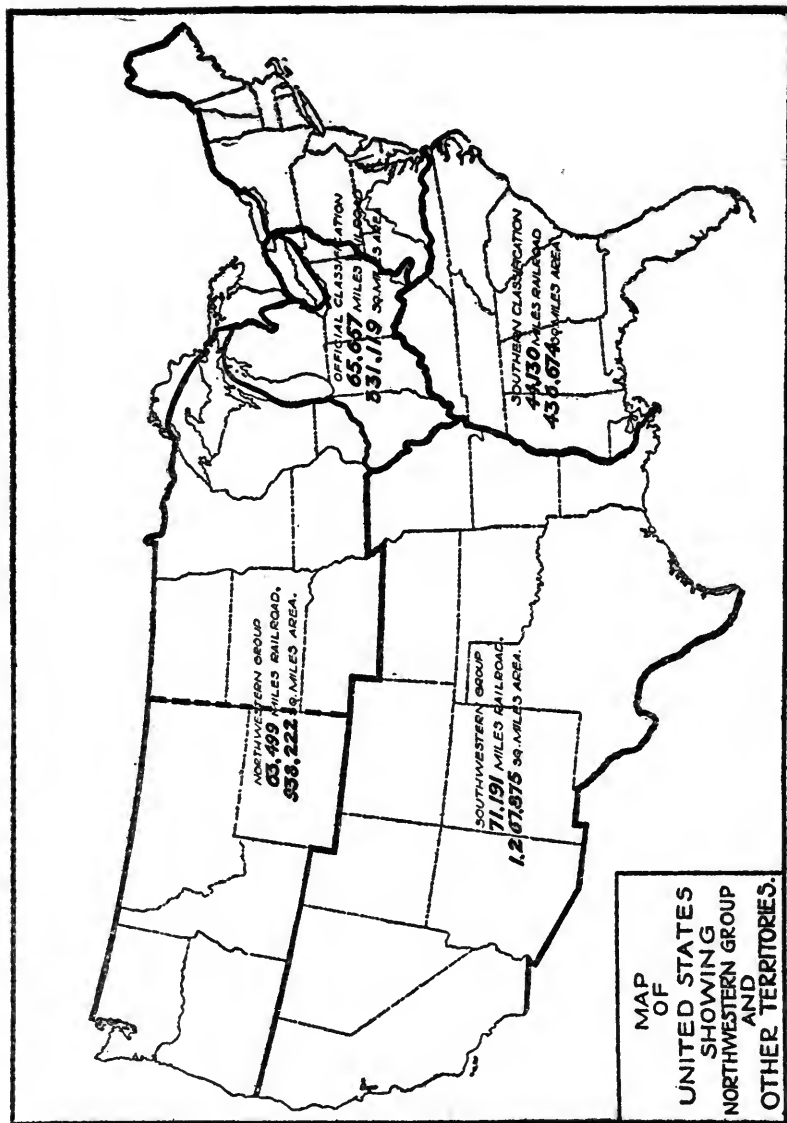 NORTHWESTERN GROUP
63.499 MILES RAILROAD.
938.222 SQ. MILES AREA.
OFFICIAL CLASSIFICATION
65.667 MILES RAILROAD
331.119 SQ. MILES AREA
SOUTHWESTERN GROUP
71.191 MILES RAILROAD.
1.207.875 SQ. MILES AREA.
SOUTHERN CLASSIFICATION
44.130 MILES RAILROAD
436.674 SQ. MILES AREA
MAP
OF
UNITED STATES
SHOWING
NORTHWESTERN GROUP
AND
OTHER TERRITORIES.